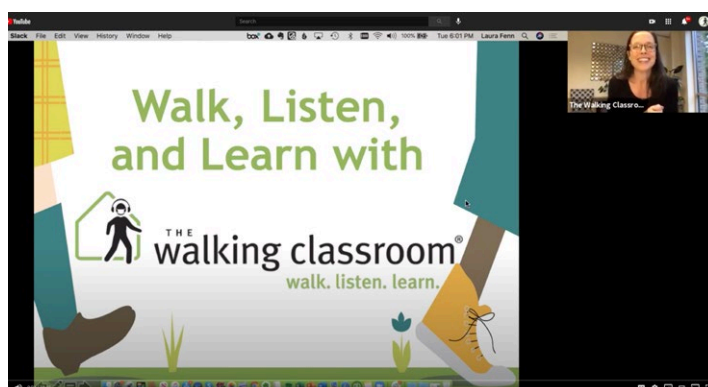 YouTube
Search
Slack File Edit View History Window Help
box 100% Tue 6:01 PM Laura Fenn
Walk, Listen,
and Learn with
The Walking Classro...
THE
walking classroom®
walk. listen. learn.